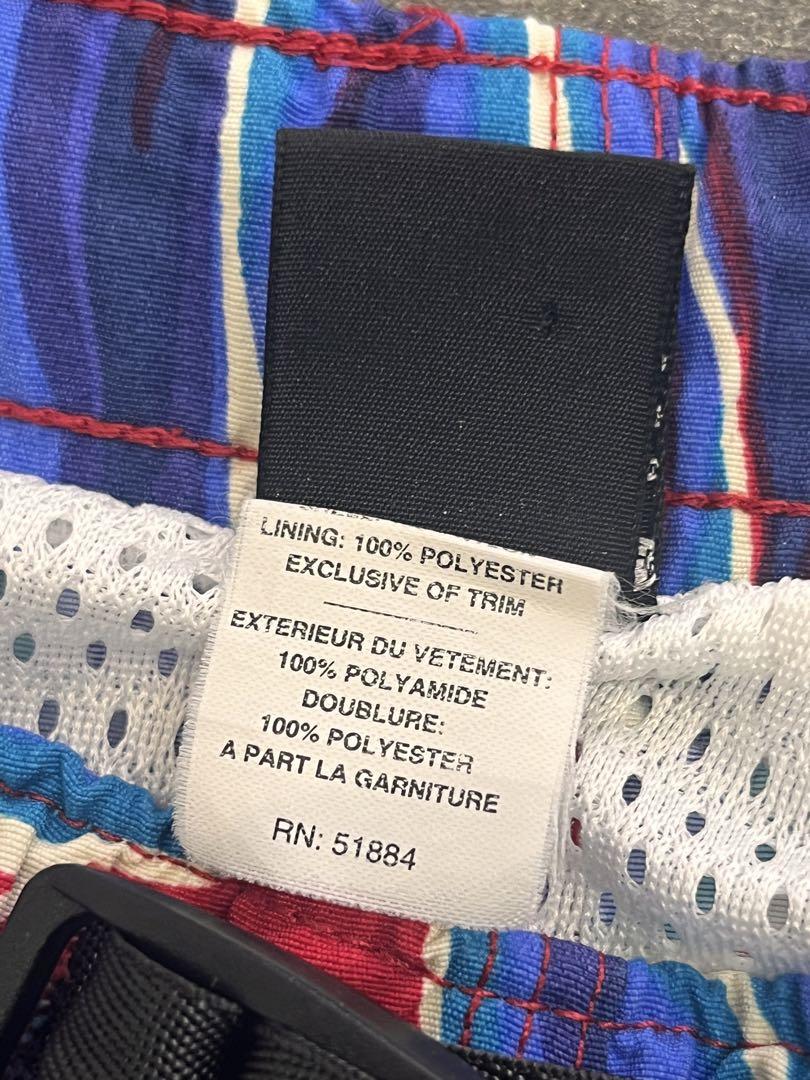 LINING: 100% POLYESTER
EXCLUSIVE OF TRIM
EXTERIEUR DU VETEMENT:
100% POLYAMIDE
DOUBLURE:
100% POLYESTER
A PART LA GARNITURE
RN: 51884